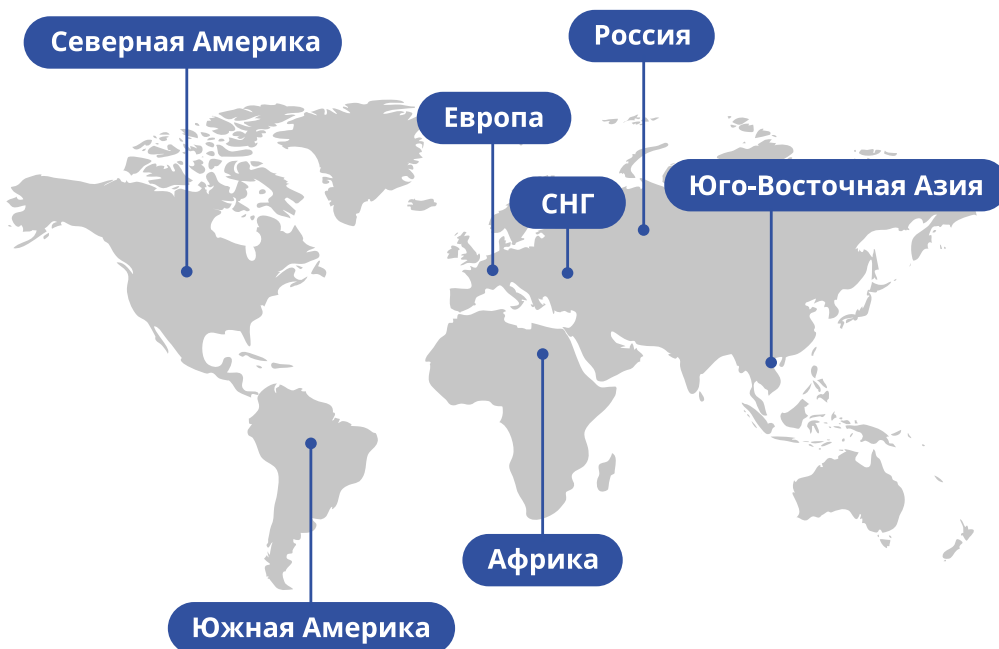 Северная Америка
Россия
Европа
Юго-Восточная Азия
СНГ
Африка
Южная Америка